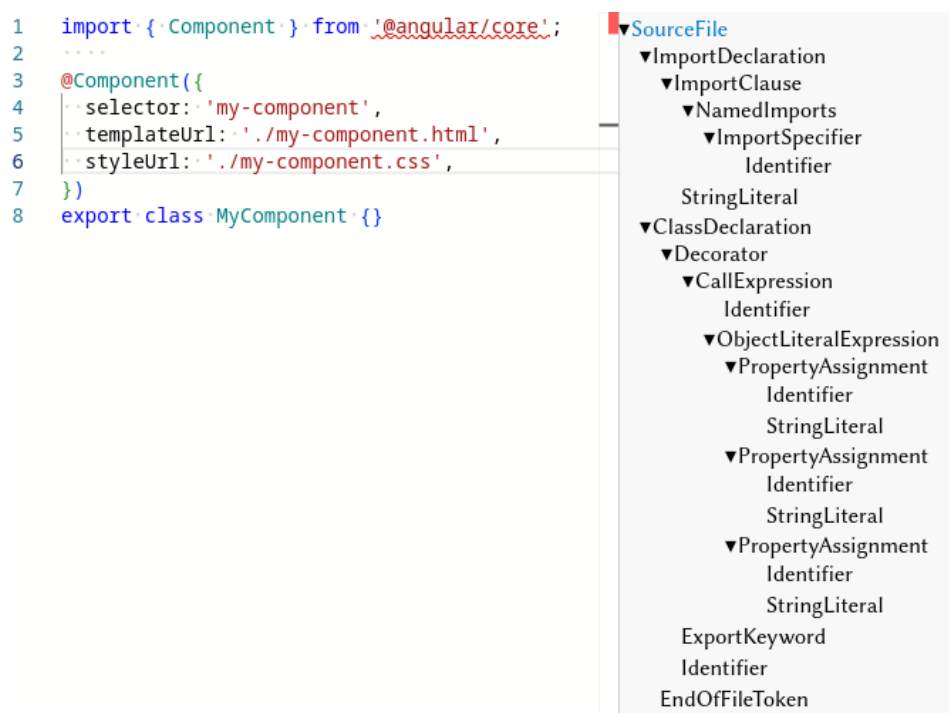 1 import { Component } from '@angular/core';
2
3 @Component({
4 selector: 'my-component',
5 templateUrl: './my-component.html',
6 styleUrl: './my-component.css',
7 })
8 export class MyComponent {}
▼SourceFile
▼ImportDeclaration
▼ImportClause
▼NamedImports
▼ImportSpecifier
Identifier
StringLiteral
▼ClassDeclaration
▼Decorator
▼CallExpression
Identifier
▼ObjectLiteralExpression
▼PropertyAssignment
Identifier
StringLiteral
▼PropertyAssignment
Identifier
StringLiteral
▼PropertyAssignment
Identifier
StringLiteral
ExportKeyword
Identifier
EndOfFileToken